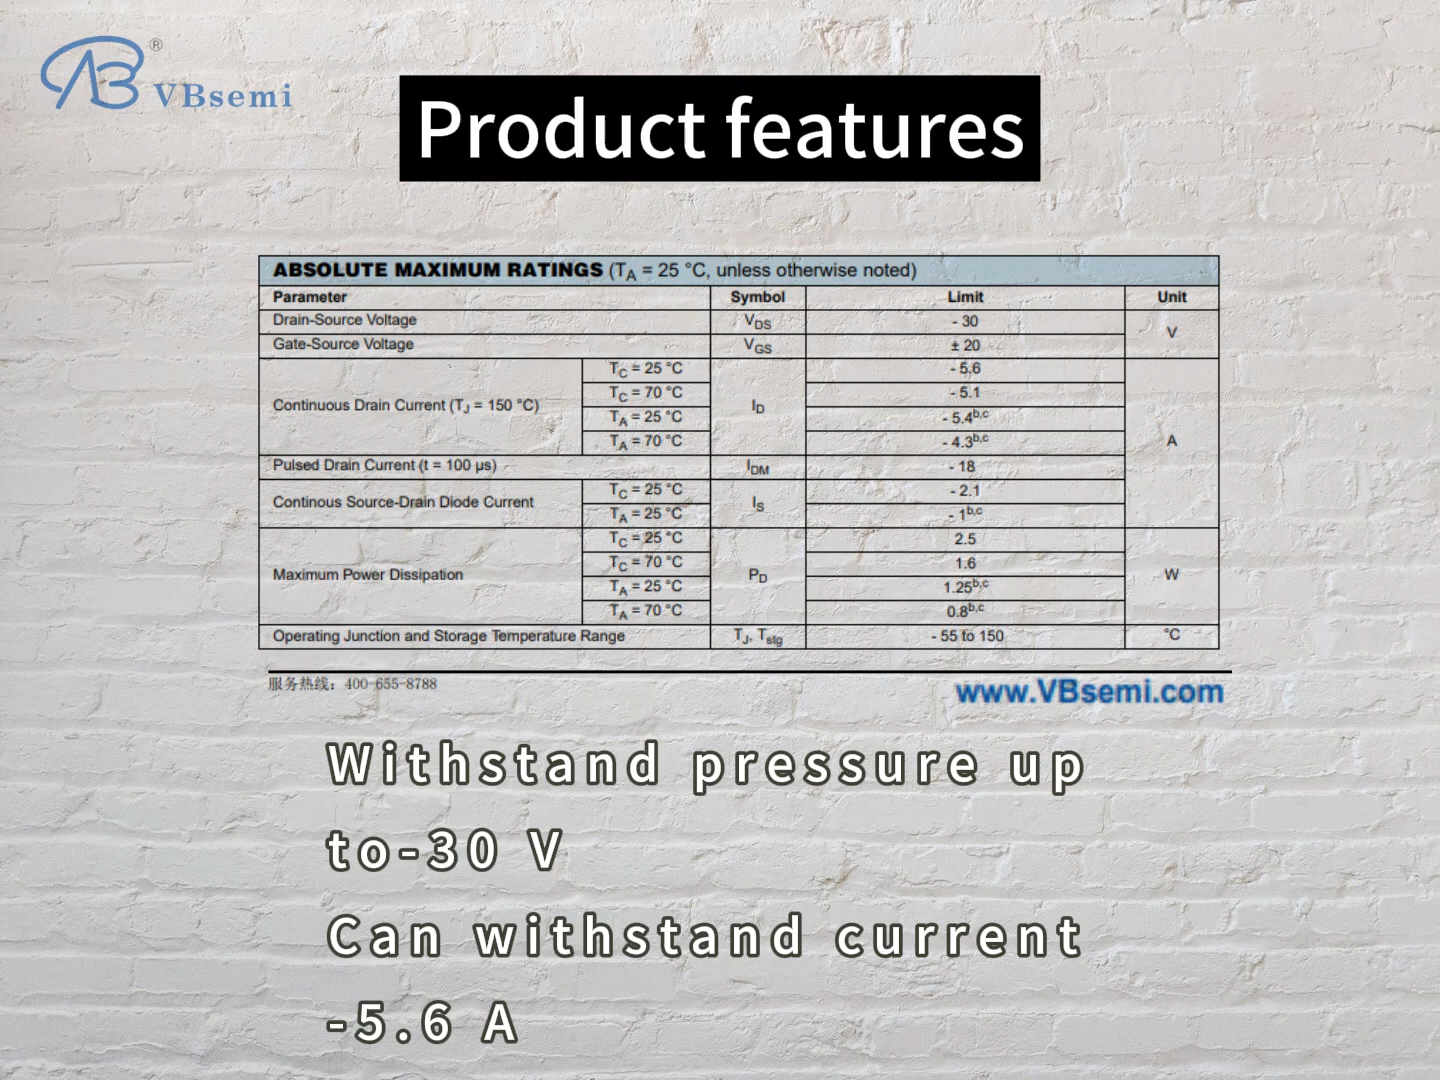 VBsemi®
Product features
ABSOLUTE MAXIMUM RATINGS (TA = 25 °C, unless otherwise noted)
Parameter Symbol Limit Unit
Drain-Source Voltage VDS - 30 V
Gate-Source Voltage VGS ± 20
Continuous Drain Current (TJ = 150 °C) TC = 25 °C ID - 5.6 A
TC = 70 °C - 5.1
TA = 25 °C - 5.4b,c
TA = 70 °C - 4.3b,c
Pulsed Drain Current (t = 100 µs) IDM - 18
Continous Source-Drain Diode Current TC = 25 °C IS - 2.1
TA = 25 °C - 1b,c
Maximum Power Dissipation TC = 25 °C PD 2.5 W
TC = 70 °C 1.6
TA = 25 °C 1.25b,c
TA = 70 °C 0.8b,c
Operating Junction and Storage Temperature Range TJ, Tstg - 55 to 150 °C
服务热线：400-655-8788
www.VBsemi.com
Withstand pressure up
to-30 V
Can withstand current
-5.6 A